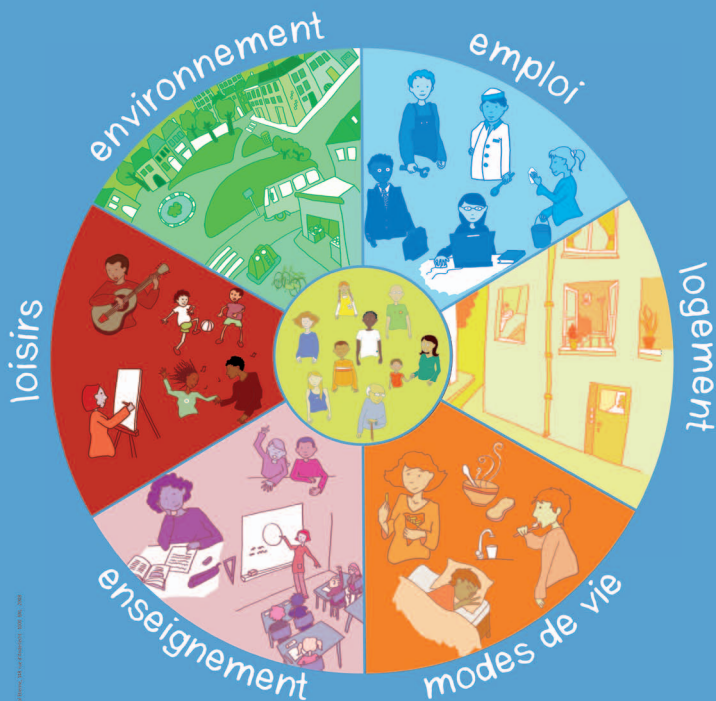 environnement
emploi
logement
modes de vie
enseignement
loisirs